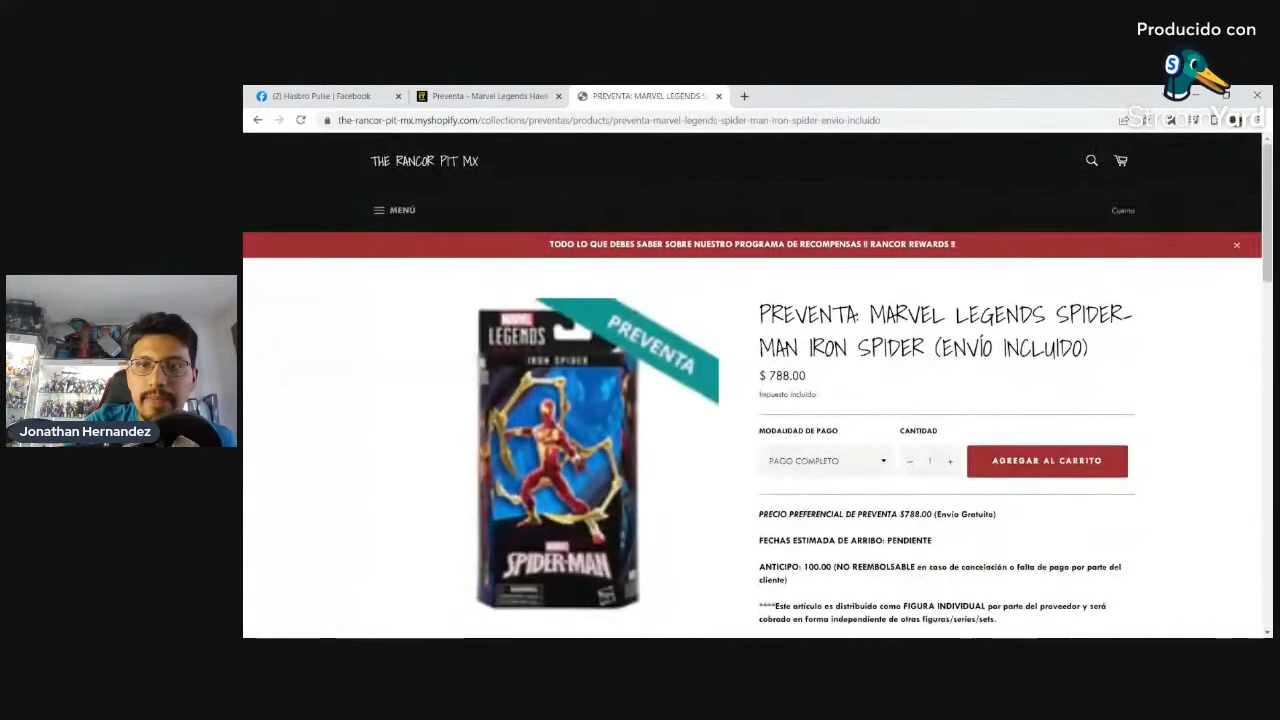 Producido con
S
StreamYard
(2) Hasbro Pulse | Facebook
Preventa - Marvel Legends Hawk
PREVENTA: MARVEL LEGENDS S
the-rancor-pit-mx.myshopify.com/collections/preventas/products/preventa-marvel-legends-spider-man-iron-spider-envio-incluido
THE RANCOR PIT MX
MENÚ
Cuenta
TODO LO QUE DEBES SABER SOBRE NUESTRO PROGRAMA DE RECOMPENSAS !! RANCOR REWARDS !!
PREVENTA
MARVEL
LEGENDS
IRON SPIDER
MARVEL
SPIDER-MAN
PREVENTA: MARVEL LEGENDS SPIDER-
MAN IRON SPIDER (ENVÍO INCLUIDO)
$ 788.00
Impuesto incluido.
MODALIDAD DE PAGO
CANTIDAD
PAGO COMPLETO
− 1 +
AGREGAR AL CARRITO
PRECIO PREFERENCIAL DE PREVENTA $788.00 (Envío Gratuito)
FECHAS ESTIMADA DE ARRIBO: PENDIENTE
ANTICIPO: 100.00 (NO REEMBOLSABLE en caso de cancelación o falta de pago por parte del
cliente)
****Este artículo es distribuido como FIGURA INDIVIDUAL por parte del proveedor y será
cobrado en forma independiente de otras figuras/series/sets.
Jonathan Hernandez